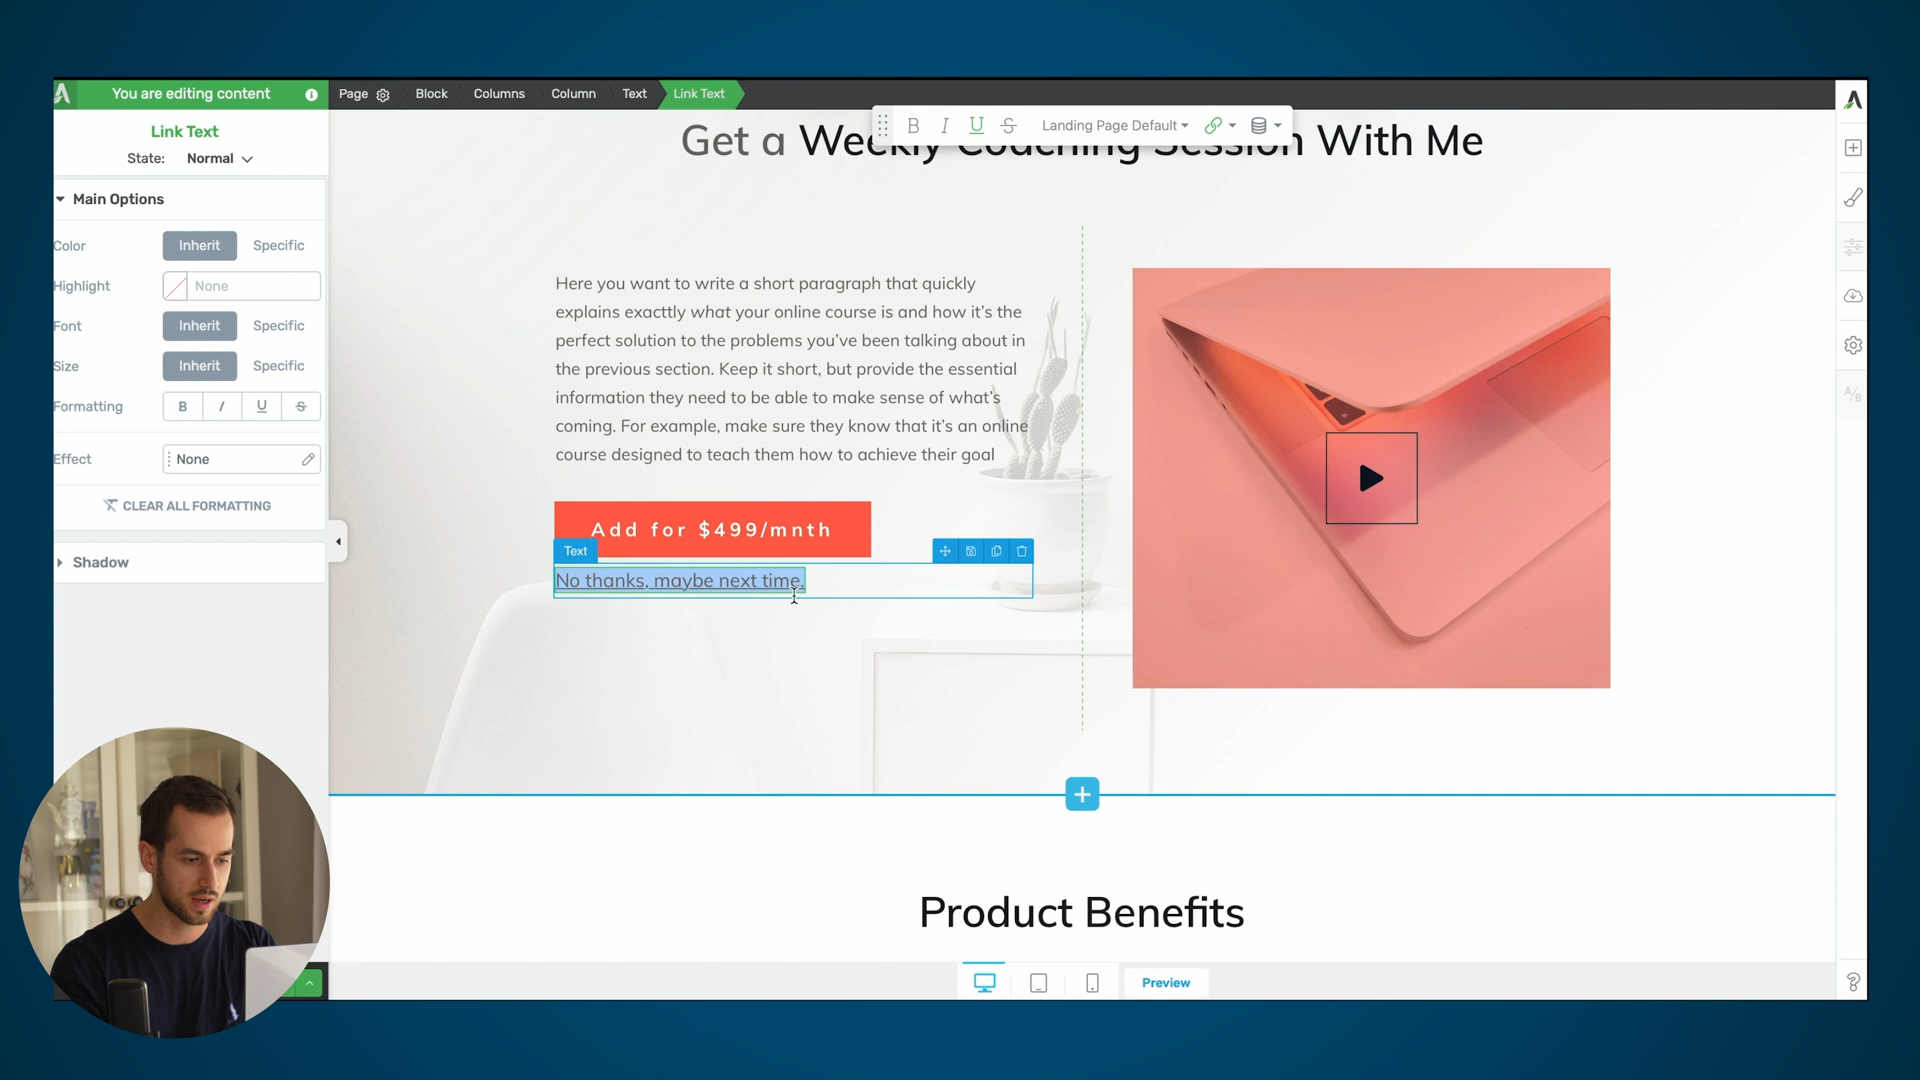 You are editing content
Page
Block
Columns
Column
Text
Link Text
Link Text
State: Normal
Main Options
Color Inherit Specific
Highlight None
Font Inherit Specific
Size Inherit Specific
Formatting B I U S
Effect None
CLEAR ALL FORMATTING
Shadow
B I U S Landing Page Default
Get a Weekly Coaching Session With Me
Here you want to write a short paragraph that quickly
explains exacttly what your online course is and how it's the
perfect solution to the problems you've been talking about in
the previous section. Keep it short, but provide the essential
information they need to be able to make sense of what's
coming. For example, make sure they know that it's an online
course designed to teach them how to achieve their goal
Add for $499/mnth
Text
No thanks, maybe next time.
Product Benefits
Preview
A/B